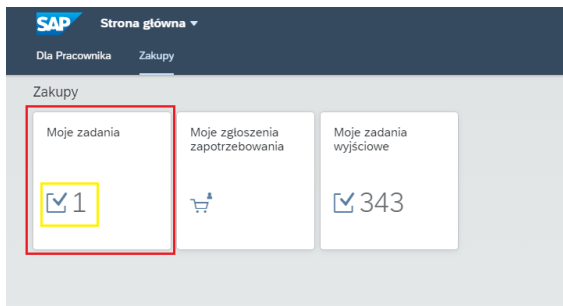 SAP Strona główna
Dla Pracownika Zakupy
Zakupy
Moje zadania
1
Moje zgłoszenia
zapotrzebowania
Moje zadania
wyjściowe
343